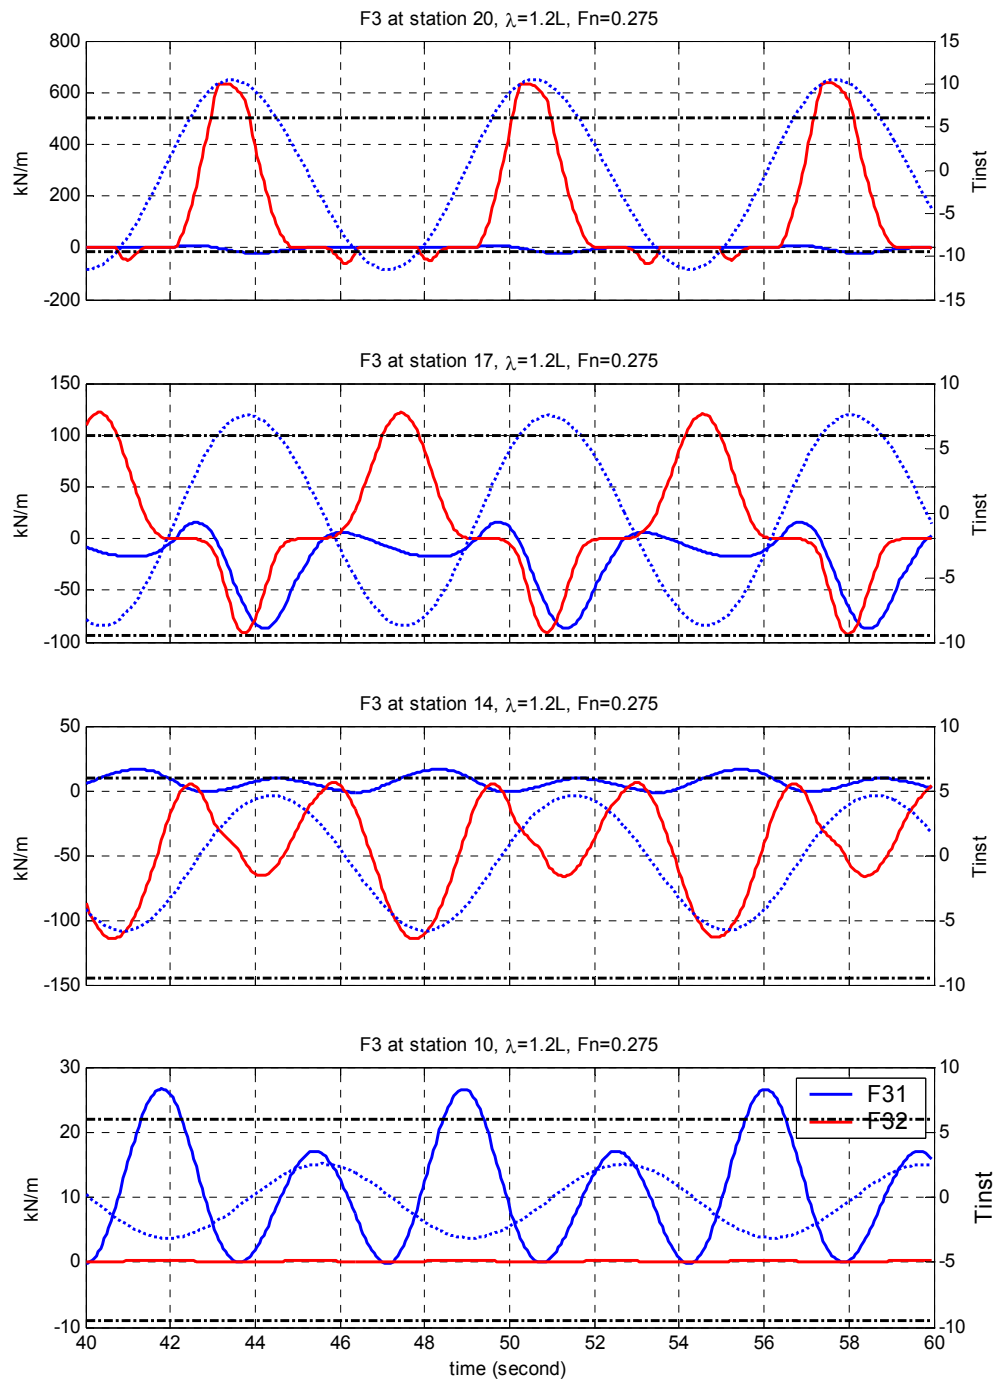 F3 at station 20, λ=1.2L, Fn=0.275
800
600
400
200
0
-200
kN/m
15
10
5
0
-5
-10
-15
Tinst
F3 at station 17, λ=1.2L, Fn=0.275
150
100
50
0
-50
-100
kN/m
10
5
0
-5
-10
Tinst
F3 at station 14, λ=1.2L, Fn=0.275
50
0
-50
-100
-150
kN/m
10
5
0
-5
-10
Tinst
F3 at station 10, λ=1.2L, Fn=0.275
30
20
10
0
-10
kN/m
10
5
0
-5
-10
Tinst
F31
F32
40 42 44 46 48 50 52 54 56 58 60
time (second)